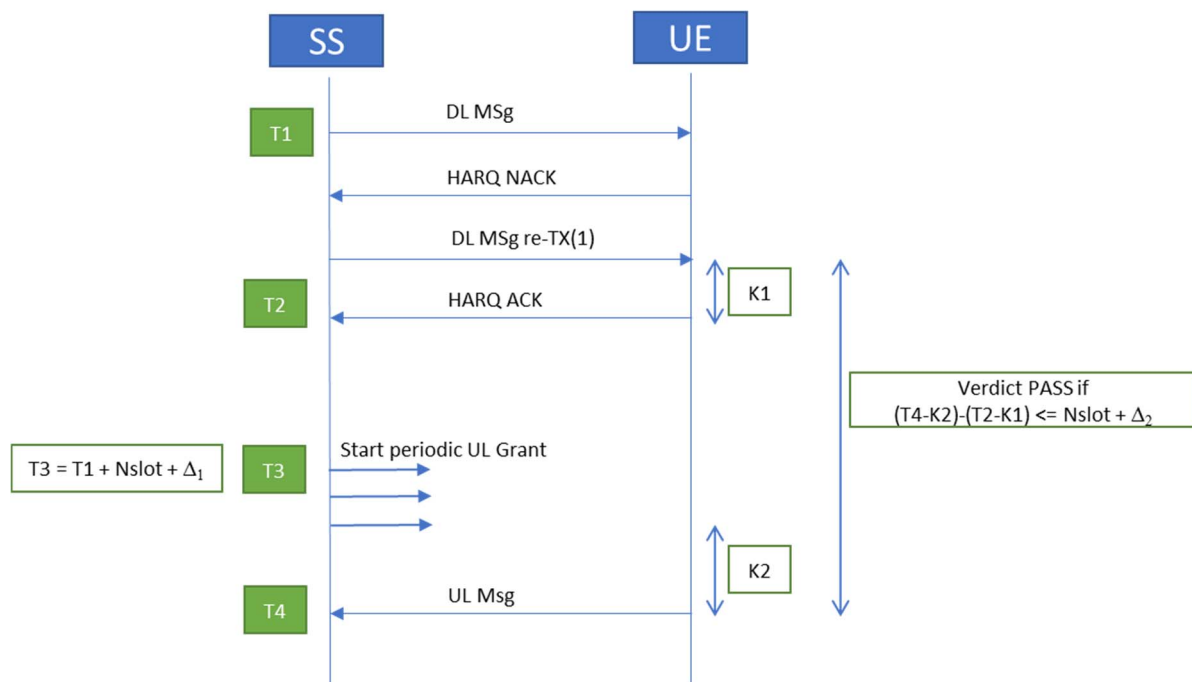 SS
UE
DL MSg
T1
HARQ NACK
DL MSg re-TX(1)
K1
T2
HARQ ACK
Verdict PASS if
(T4-K2)-(T2-K1) <= Nslot + Δ₂
Start periodic UL Grant
T3 = T1 + Nslot + Δ₁
T3
K2
UL Msg
T4